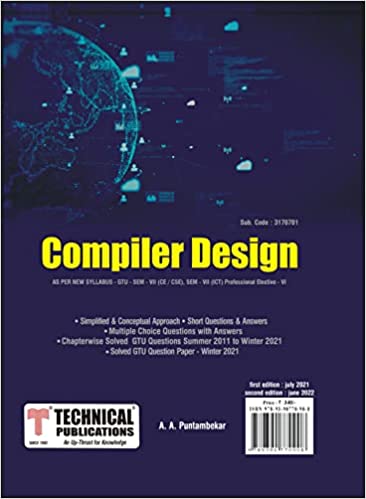 Sub. Code : 3170701
Compiler Design
AS PER NEW SYLLABUS - GTU - SEM - VII (CE / CSE), SEM - VII (ICT) Professional Elective - VI
• Simplified & Conceptual Approach • Short Questions & Answers
• Multiple Choice Questions with Answers
• Chapterwise Solved GTU Questions Summer 2011 to Winter 2021
• Solved GTU Question Paper - Winter 2021
first edition : july 2021
second edition : june 2022
TECHNICAL
PUBLICATIONS
SINCE 1993
An Up-Thrust for Knowledge
A. A. Puntambekar